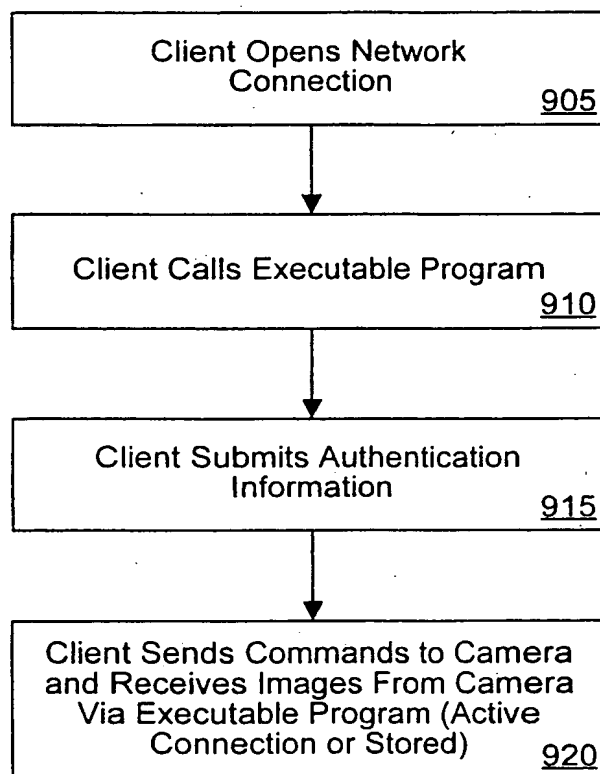 Client Opens Network
Connection
905
Client Calls Executable Program
910
Client Submits Authentication
Information
915
Client Sends Commands to Camera
and Receives Images From Camera
Via Executable Program (Active
Connection or Stored)
920